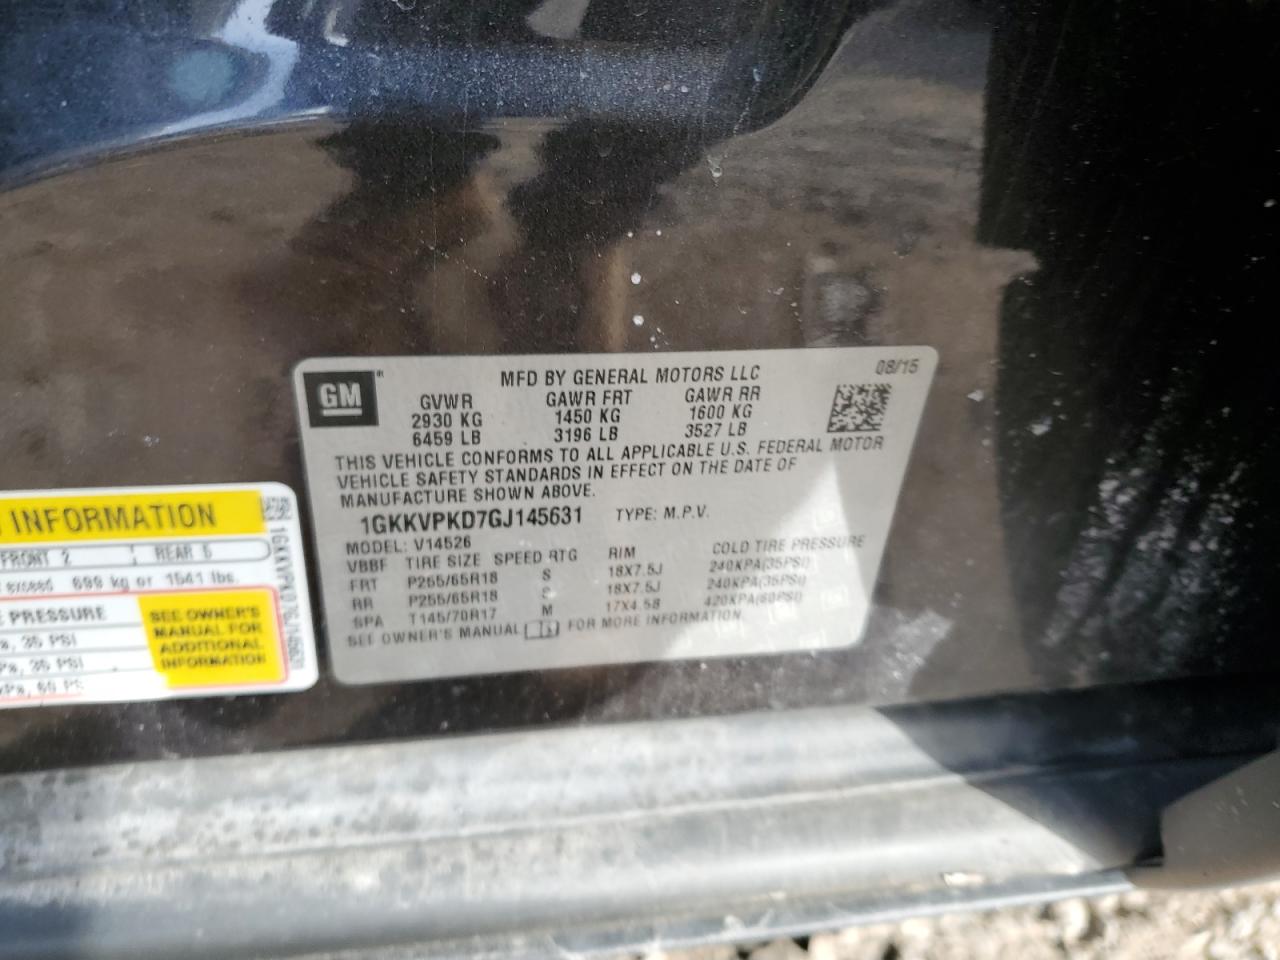 GM
MFD BY GENERAL MOTORS LLC
08/15
GVWR GAWR FRT GAWR RR
2930 KG 1450 KG 1600 KG
6459 LB 3196 LB 3527 LB
THIS VEHICLE CONFORMS TO ALL APPLICABLE U.S. FEDERAL MOTOR
VEHICLE SAFETY STANDARDS IN EFFECT ON THE DATE OF
MANUFACTURE SHOWN ABOVE.
1GKKVPKD7GJ145631 TYPE: M.P.V.
MODEL: V14526
VBBF TIRE SIZE SPEED RTG RIM COLD TIRE PRESSURE
FRT P255/65R18 S 18X7.5J 240KPA(35PSI)
RR P255/65R18 S 18X7.5J 240KPA(35PSI)
SPA T145/70R17 M 17X4.5B 420KPA(60PSI)
SEE OWNER'S MANUAL FOR MORE INFORMATION.
INFORMATION
FRONT 2 REAR 5
exceed 699 kg or 1541 lbs.
PRESSURE
35 PSI
35 PSI
60 PS
SEE OWNER'S
MANUAL FOR
ADDITIONAL
INFORMATION
1GKKVPKD7GJ145631